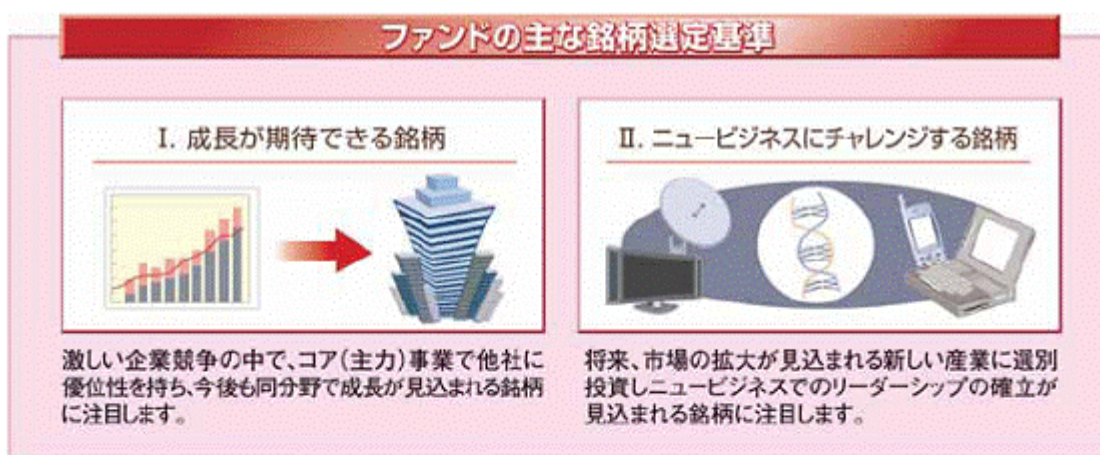 ファンドの主な銘柄選定基準
Ⅰ. 成長が期待できる銘柄
激しい企業競争の中で、コア(主力)事業で他社に
優位性を持ち、今後も同分野で成長が見込まれる銘柄
に注目します。
Ⅱ. ニュービジネスにチャレンジする銘柄
将来、市場の拡大が見込まれる新しい産業に選別
投資しニュービジネスでのリーダーシップの確立が
見込まれる銘柄に注目します。